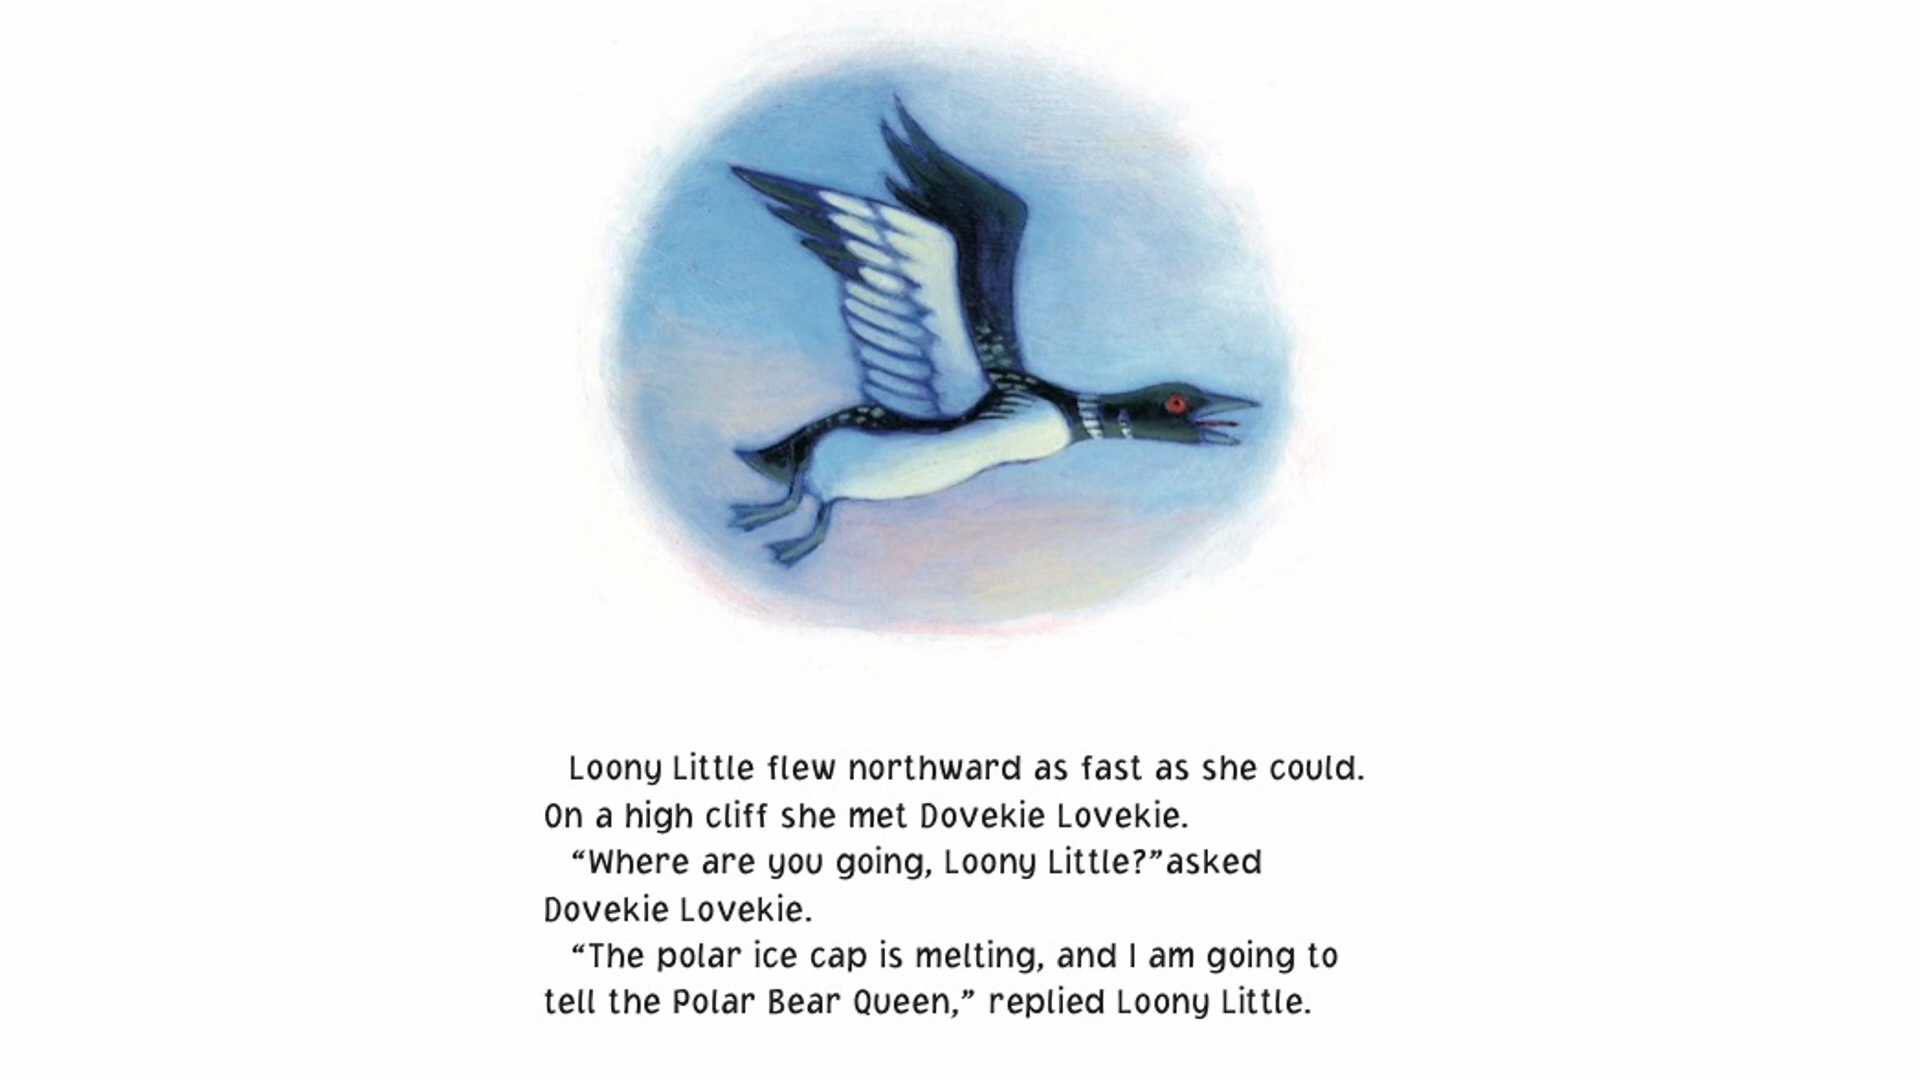 Loony Little flew northward as fast as she could.
On a high cliff she met Dovekie Lovekie.
“Where are you going, Loony Little?”asked
Dovekie Lovekie.
“The polar ice cap is melting, and I am going to
tell the Polar Bear Queen,” replied Loony Little.